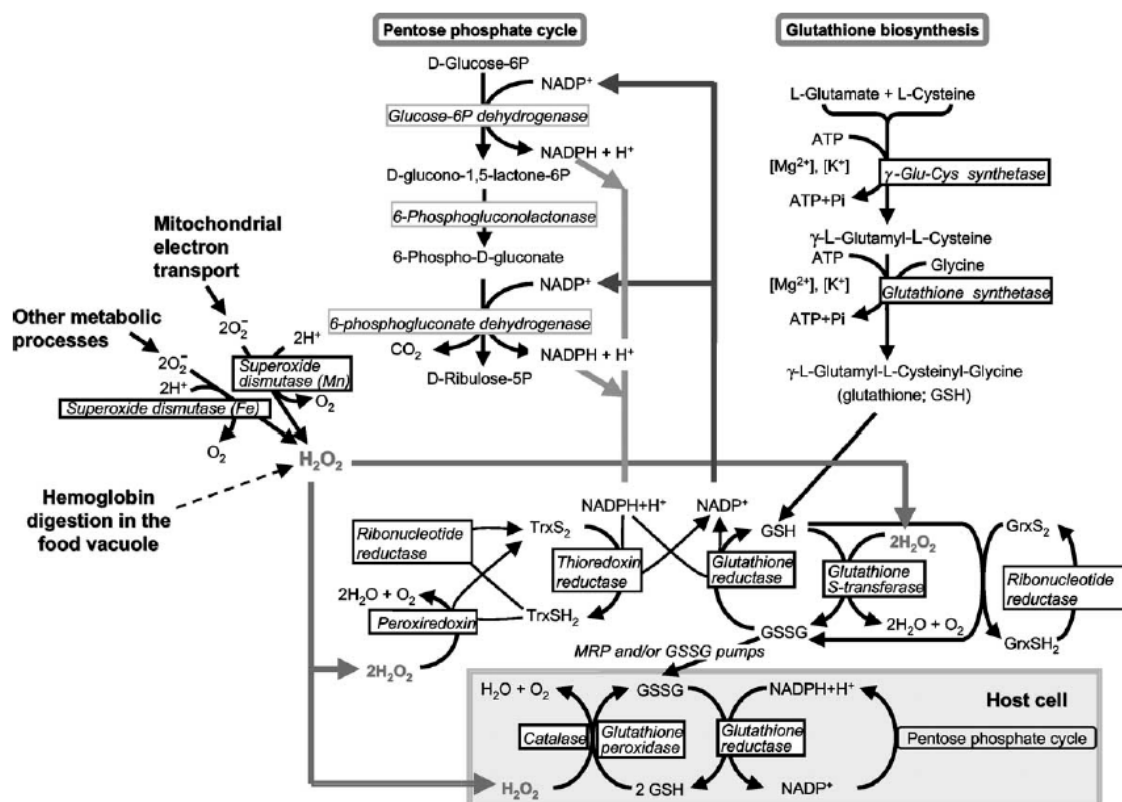 Pentose phosphate cycle
D-Glucose-6P
NADP⁺
Glucose-6P dehydrogenase
NADPH + H⁺
D-glucono-1,5-lactone-6P
6-Phosphogluconolactonase
6-Phospho-D-gluconate
NADP⁺
6-phosphogluconate dehydrogenase
CO₂
NADPH + H⁺
D-Ribulose-5P
Glutathione biosynthesis
L-Glutamate + L-Cysteine
ATP
[Mg²⁺], [K⁺]
γ-Glu-Cys synthetase
ATP+Pi
γ-L-Glutamyl-L-Cysteine
ATP
Glycine
[Mg²⁺], [K⁺]
Glutathione synthetase
ATP+Pi
γ-L-Glutamyl-L-Cysteinyl-Glycine
(glutathione; GSH)
Mitochondrial
electron
transport
Other metabolic
processes
2O₂⁻
2H⁺
2O₂⁻
Superoxide
dismutase (Mn)
2H⁺
O₂
Superoxide dismutase (Fe)
O₂
H₂O₂
Hemoglobin
digestion in the
food vacuole
NADPH+H⁺
NADP⁺
Ribonucleotide
reductase
TrxS₂
Thioredoxin
reductase
Glutathione
reductase
GSH
2H₂O₂
GrxS₂
Glutathione
S-transferase
Ribonucleotide
reductase
2H₂O + O₂
Peroxiredoxin
TrxSH₂
GSSG
2H₂O + O₂
GrxSH₂
2H₂O₂
MRP and/or GSSG pumps
H₂O + O₂
GSSG
NADPH+H⁺
Host cell
Catalase
Glutathione
peroxidase
Glutathione
reductase
Pentose phosphate cycle
H₂O₂
2 GSH
NADP⁺